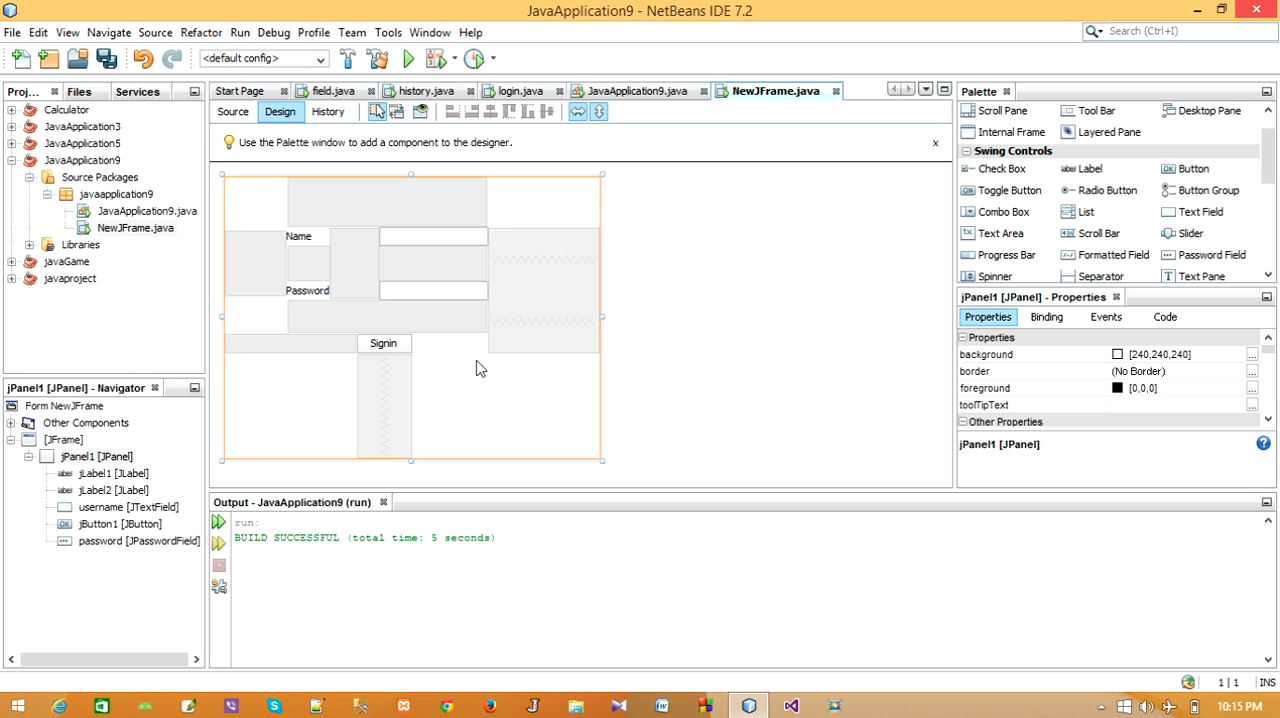 JavaApplication9 - NetBeans IDE 7.2
File Edit View Navigate Source Refactor Run Debug Profile Team Tools Window Help
Search (Ctrl+I)
<default config>
Proj... Files Services
Calculator
JavaApplication3
JavaApplication5
JavaApplication9
Source Packages
javaapplication9
JavaApplication9.java
NewJFrame.java
Libraries
javaGame
javaproject
Start Page field.java history.java login.java JavaApplication9.java NewJFrame.java
Source Design History
Use the Palette window to add a component to the designer. x
Name
Password
Signin
Palette
Scroll Pane Tool Bar Desktop Pane
Internal Frame Layered Pane
Swing Controls
Check Box Label Button
Toggle Button Radio Button Button Group
Combo Box List Text Field
Text Area Scroll Bar Slider
Progress Bar Formatted Field Password Field
Spinner Separator Text Pane
jPanel1 [JPanel] - Properties
Properties Binding Events Code
Properties
background [240,240,240] ...
border (No Border) ...
foreground [0,0,0] ...
toolTipText ...
Other Properties
jPanel1 [JPanel]
jPanel1 [JPanel] - Navigator
Form NewJFrame
Other Components
[JFrame]
jPanel1 [JPanel]
jLabel1 [JLabel]
jLabel2 [JLabel]
username [JTextField]
jButton1 [JButton]
password [JPasswordField]
Output - JavaApplication9 (run)
run:
BUILD SUCCESSFUL (total time: 5 seconds)
1 | 1 INS
10:15 PM